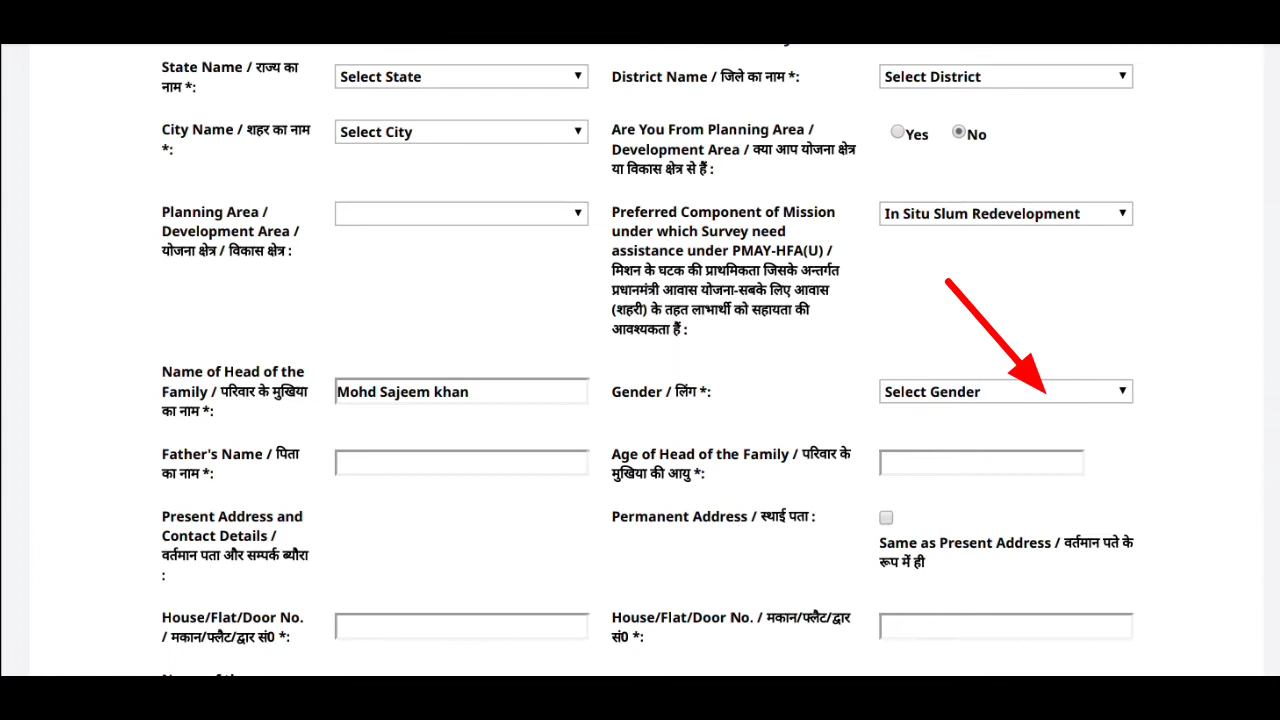 State Name / राज्य का
नाम *:
Select State
District Name / जिले का नाम *:
Select District
City Name / शहर का नाम
*:
Select City
Are You From Planning Area /
Development Area / क्या आप योजना क्षेत्र
या विकास क्षेत्र से हैं :
Yes
No
Planning Area /
Development Area /
योजना क्षेत्र / विकास क्षेत्र :
Preferred Component of Mission
under which Survey need
assistance under PMAY-HFA(U) /
मिशन के घटक की प्राथमिकता जिसके अन्तर्गत
प्रधानमंत्री आवास योजना-सबके लिए आवास
(शहरी) के तहत लाभार्थी को सहायता की
आवश्यकता हैं :
In Situ Slum Redevelopment
Name of Head of the
Family / परिवार के मुखिया
का नाम *:
Mohd Sajeem khan
Gender / लिंग *:
Select Gender
Father's Name / पिता
का नाम *:
Age of Head of the Family / परिवार के
मुखिया की आयु *:
Present Address and
Contact Details /
वर्तमान पता और सम्पर्क ब्यौरा
:
Permanent Address / स्थाई पता :
Same as Present Address / वर्तमान पते के
रूप में ही
House/Flat/Door No.
/ मकान/फ्लैट/द्वार सं0 *:
House/Flat/Door No. / मकान/फ्लैट/द्वार
सं0 *: